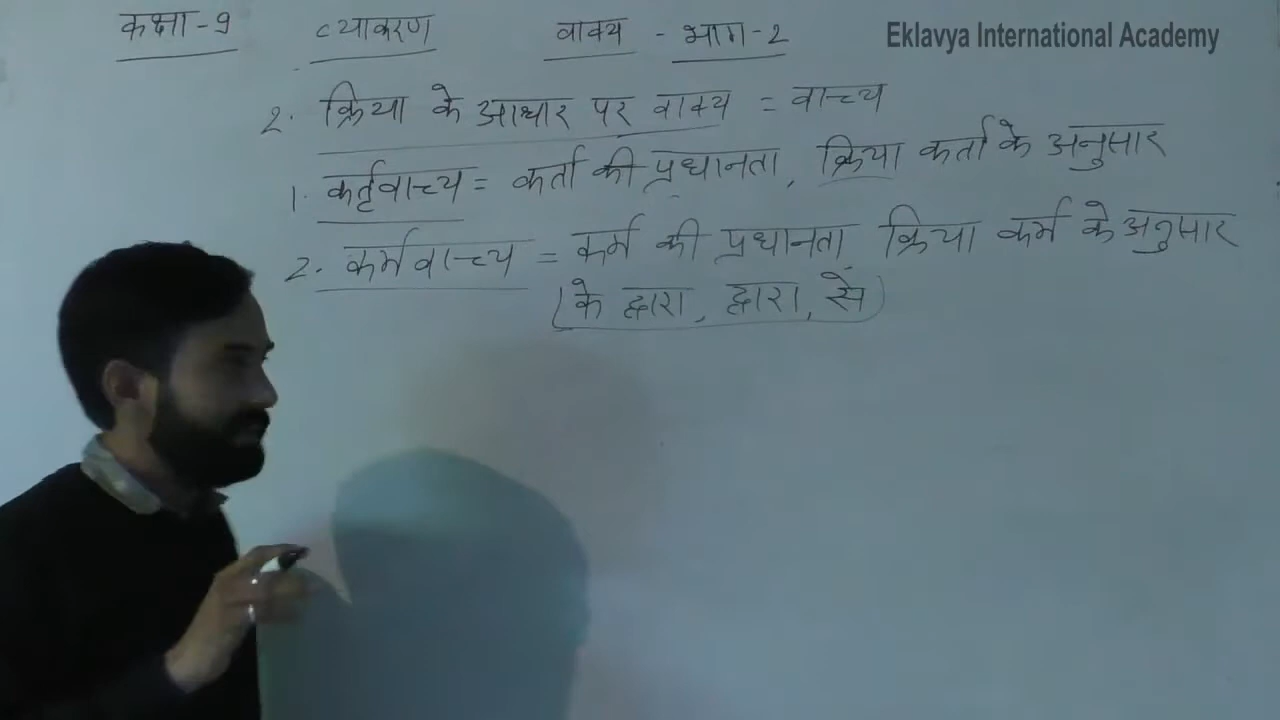 कक्षा-9 व्याकरण वाक्य - भाग-2 Eklavya International Academy
2. क्रिया के आधार पर वाक्य = वाच्य
1. कर्तृवाच्य = कर्ता की प्रधानता, क्रिया कर्ता के अनुसार
2. कर्मवाच्य = कर्म की प्रधानता क्रिया कर्म के अनुसार
(के द्वारा, द्वारा, से)